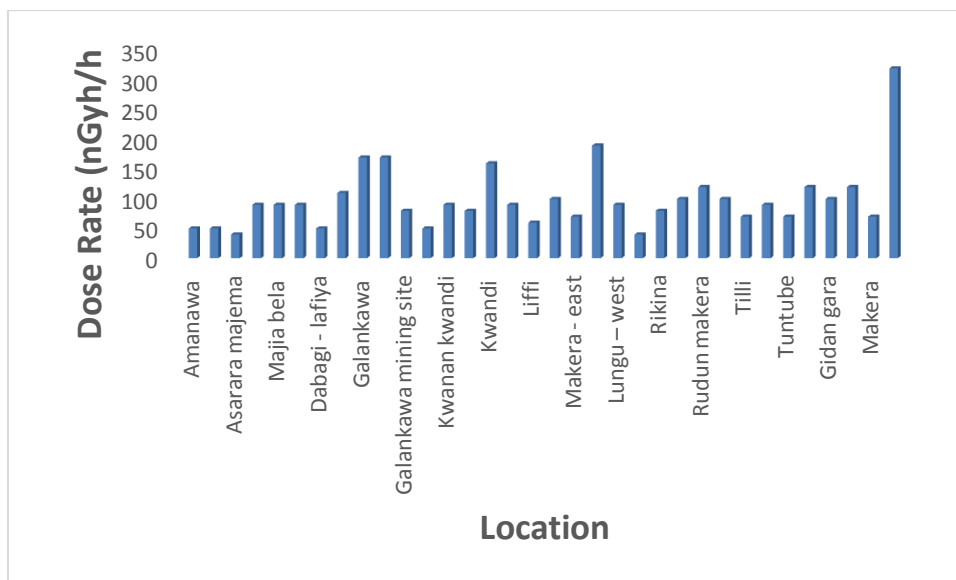 Dose Rate (nGyh/h
350
300
250
200
150
100
50
0
Amanawa
Asarara majema
Majia bela
Dabagi - lafiya
Galankawa
Galankawa mining site
Kwanan kwandi
Kwandi
Liffi
Makera - east
Lungu – west
Rikina
Rudun makera
Tilli
Tuntube
Gidan gara
Makera
Location